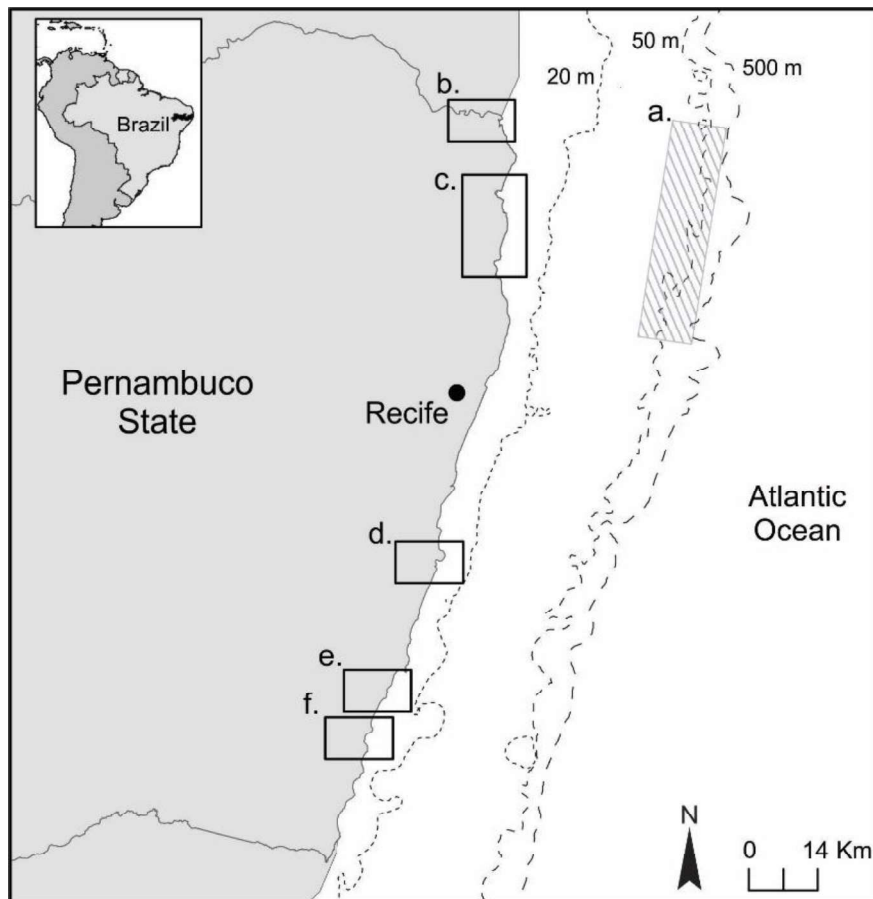 Brazil
50 m
20 m
500 m
b.
a.
c.
Pernambuco
State
Recife
Atlantic
Ocean
d.
e.
f.
N
0 14 Km